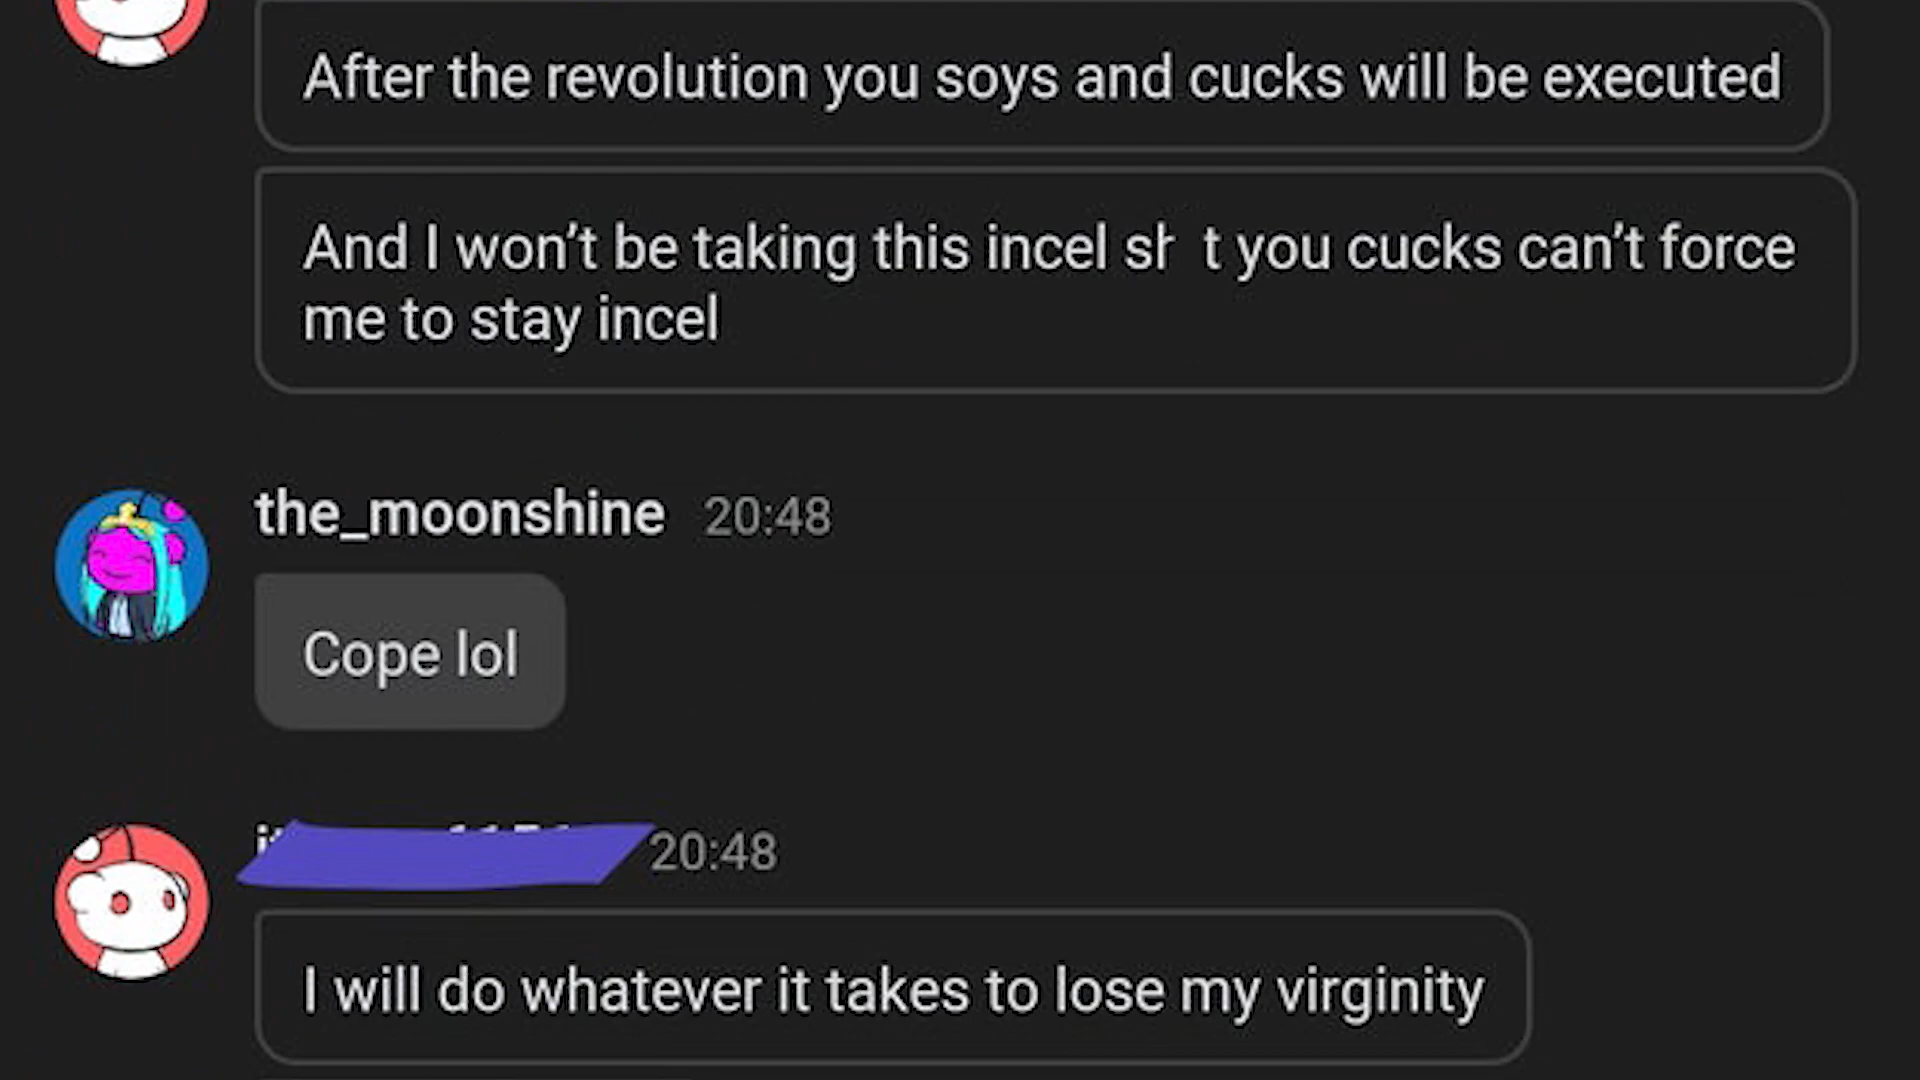 After the revolution you soys and cucks will be executed
And I won't be taking this incel you cucks can't force
me to stay incel
the_moonshine 20:48
Cope lol
20:48
I will do whatever it takes to lose my virginity